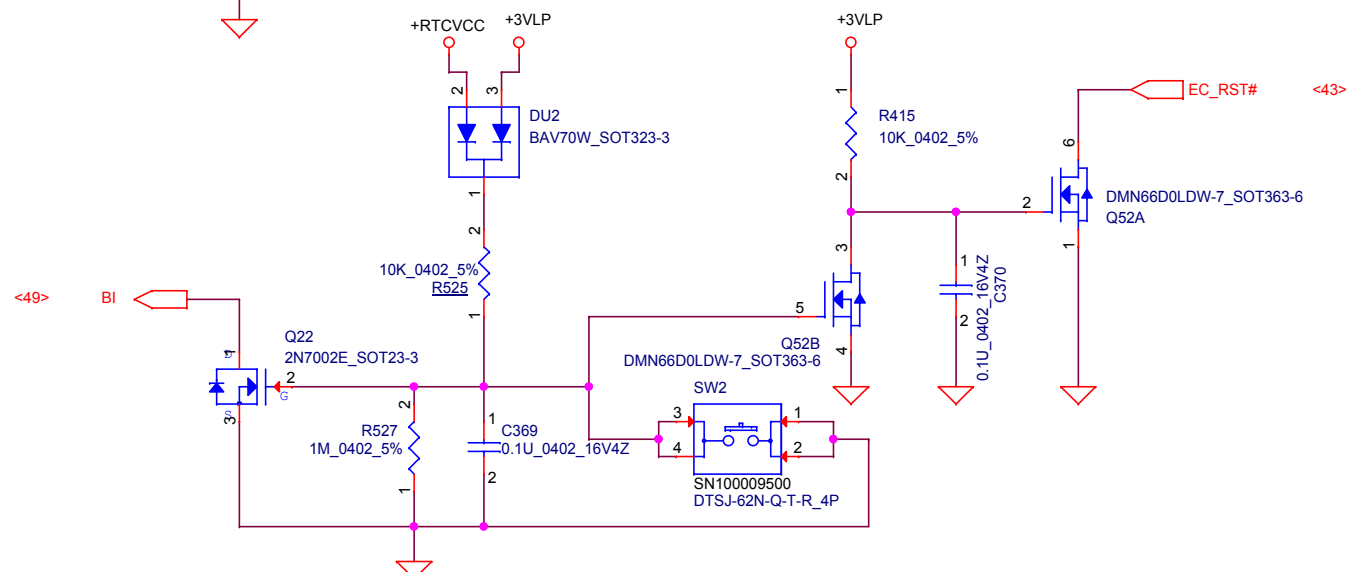 +RTCVCC
+3VLP
+3VLP
2
3
DU2
BAV70W_SOT323-3
1
EC_RST#
<43>
1
R415
10K_0402_5%
2
6
2
DMN66D0LDW-7_SOT363-6
Q52A
1
2
10K_0402_5%
R525
1
3
5
Q52B
DMN66D0LDW-7_SOT363-6
4
1
2
C370
0.1U_0402_16V4Z
<49>
BI
Q22
2N7002E_SOT23-3
D
1
2
G
S
3
2
R527
1M_0402_5%
1
1
C369
0.1U_0402_16V4Z
2
SW2
3
1
4
2
SN100009500
DTSJ-62N-Q-T-R_4P